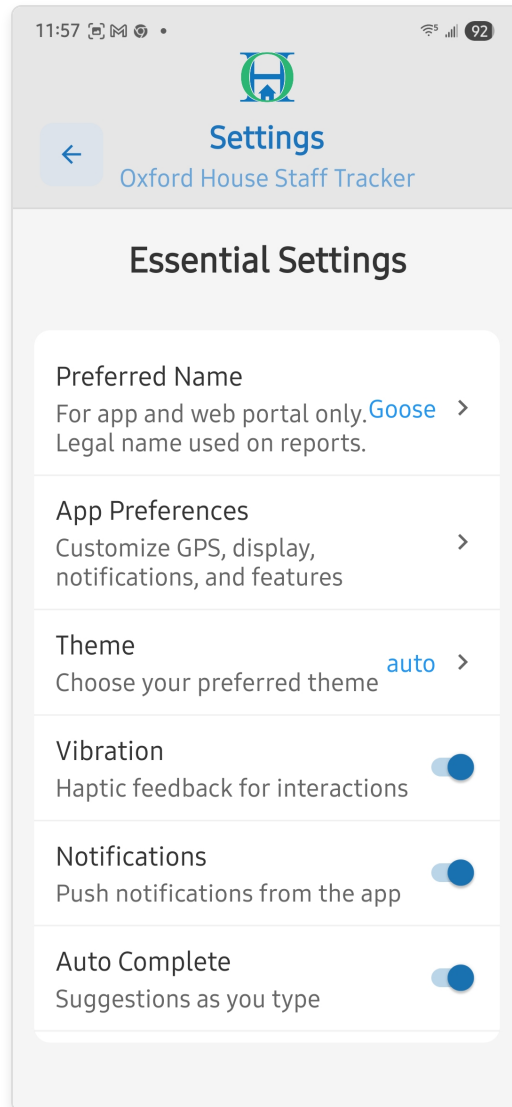 11:57
5
92
OH
Settings
Oxford House Staff Tracker
Essential Settings
Preferred Name
For app and web portal only.
Legal name used on reports.
Goose
App Preferences
Customize GPS, display,
notifications, and features
Theme
Choose your preferred theme
auto
Vibration
Haptic feedback for interactions
Notifications
Push notifications from the app
Auto Complete
Suggestions as you type